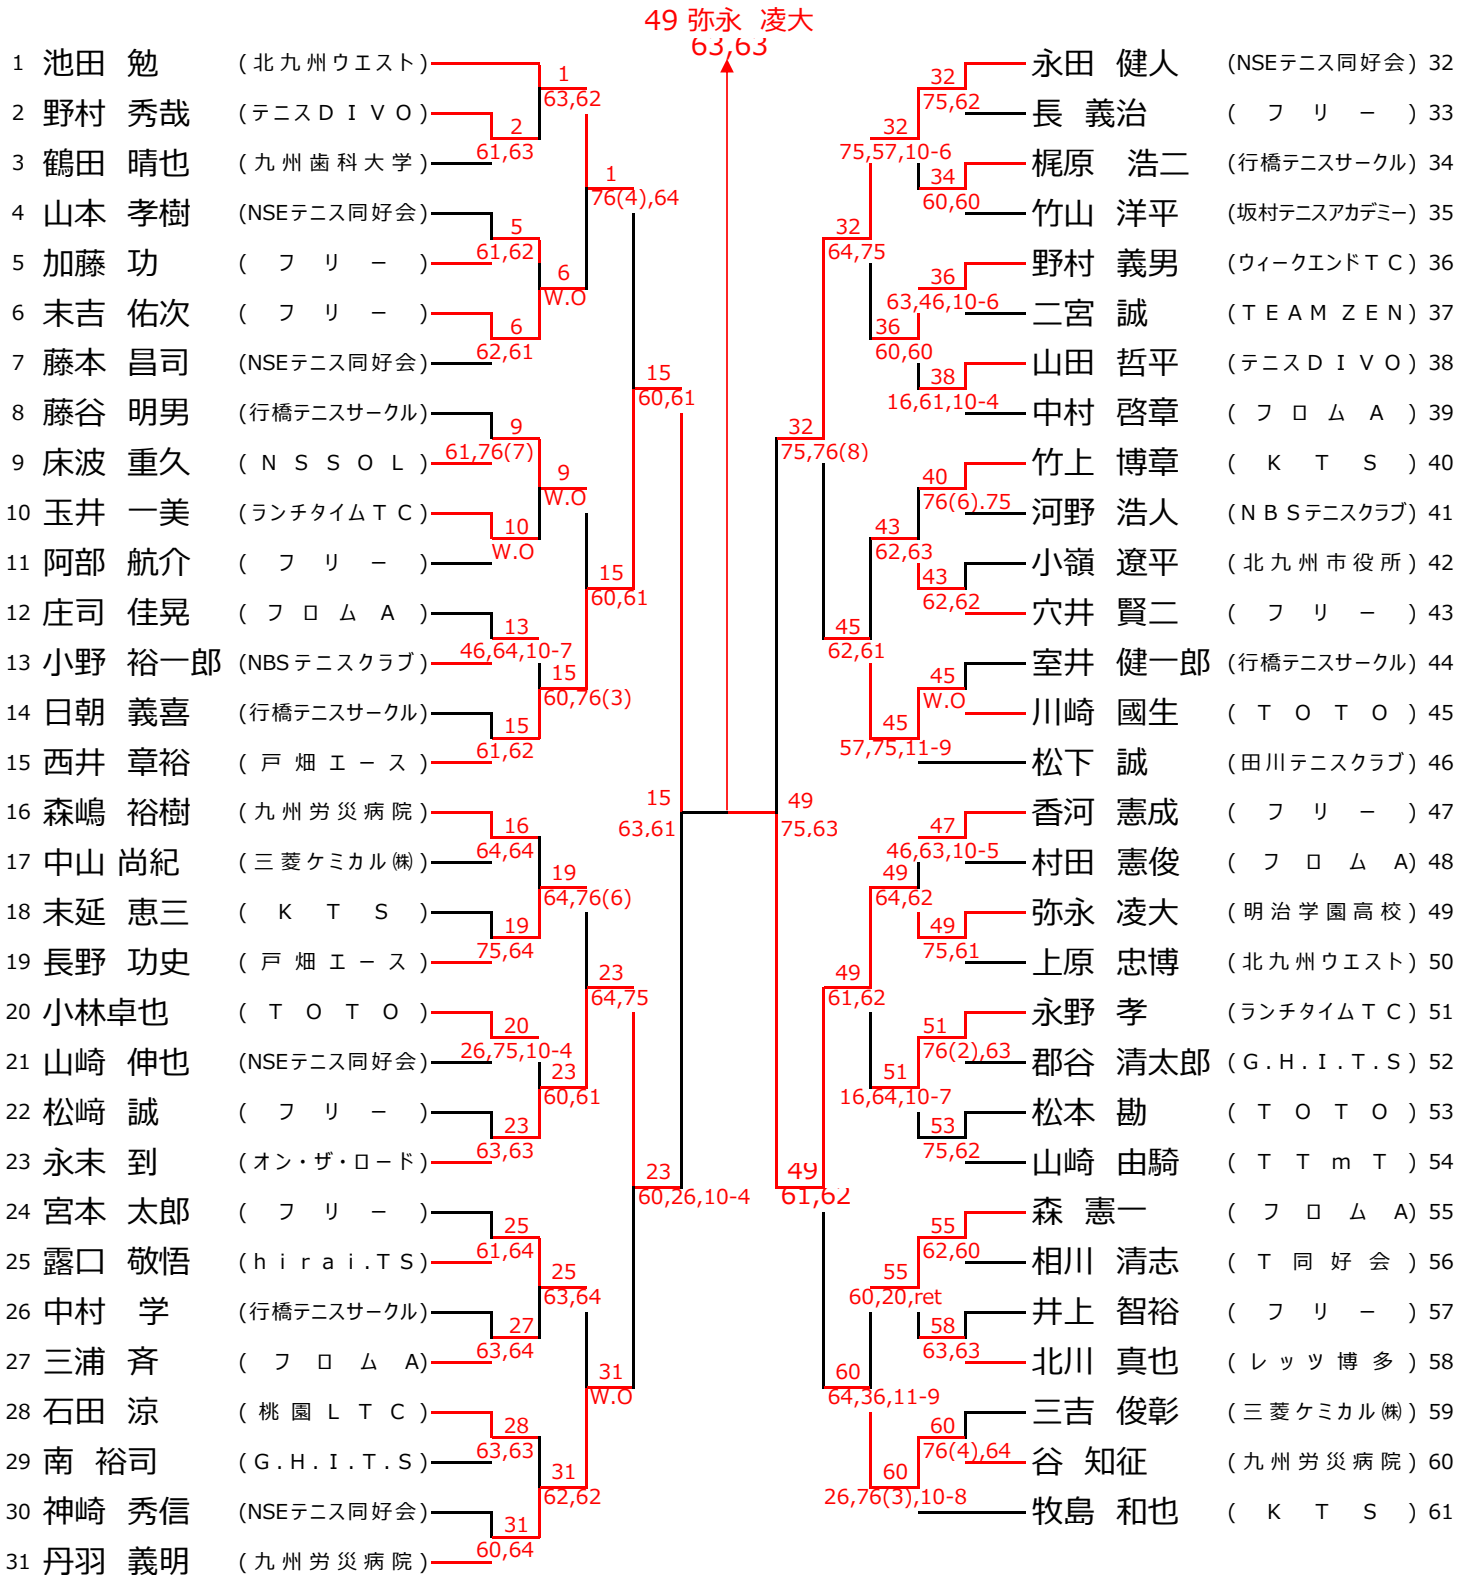 49 弥永 凌大
63,63
1 池田 勉 (北九州ウエスト)
2 野村 秀哉 (テニスDIVO)
3 鶴田 晴也 (九州歯科大学)
4 山本 孝樹 (NSEテニス同好会)
5 加藤 功 (フリー)
6 末吉 佑次 (フリー)
7 藤本 昌司 (NSEテニス同好会)
8 藤谷 明男 (行橋テニスサークル)
9 床波 重久 (NSSOL)
10 玉井 一美 (ランチタイムTC)
11 阿部 航介 (フリー)
12 庄司 佳晃 (フロムA)
13 小野 裕一郎 (NBSテニスクラブ)
14 日朝 義喜 (行橋テニスサークル)
15 西井 章裕 (戸畑エース)
16 森嶋 裕樹 (九州労災病院)
17 中山 尚紀 (三菱ケミカル㈱)
18 末延 恵三 (KTS)
19 長野 功史 (戸畑エース)
20 小林卓也 (TOTO)
21 山崎 伸也 (NSEテニス同好会)
22 松﨑 誠 (フリー)
23 永末 到 (オン・ザ・ロード)
24 宮本 太郎 (フリー)
25 露口 敬悟 (hirai.TS)
26 中村 学 (行橋テニスサークル)
27 三浦 斉 (フロムA)
28 石田 涼 (桃園LTC)
29 南 裕司 (G.H.I.T.S)
30 神崎 秀信 (NSEテニス同好会)
31 丹羽 義明 (九州労災病院)
1
63,62
2
61,63
1
76(4),64
5
61,62
6
W.O
6
62,61
15
60,61
9
61,76(7)
9
W.O
10
W.O
15
60,61
13
46,64,10-7
15
60,76(3)
15
61,62
15
63,61
16
64,64
19
64,76(6)
19
75,64
23
64,75
20
26,75,10-4
23
60,61
23
63,63
23
60,26,10-4
25
61,64
25
63,64
27
63,64
31
W.O
28
63,63
31
62,62
31
60,64
永田 健人 (NSEテニス同好会) 32
長 義治 (フリー) 33
梶原 浩二 (行橋テニスサークル) 34
竹山 洋平 (坂村テニスアカデミー) 35
野村 義男 (ウィークエンドTC) 36
二宮 誠 (TEAM ZEN) 37
山田 哲平 (テニスDIVO) 38
中村 啓章 (フロムA) 39
竹上 博章 (KTS) 40
河野 浩人 (NBSテニスクラブ) 41
小嶺 遼平 (北九州市役所) 42
穴井 賢二 (フリー) 43
室井 健一郎 (行橋テニスサークル) 44
川崎 國生 (TOTO) 45
松下 誠 (田川テニスクラブ) 46
香河 憲成 (フリー) 47
村田 憲俊 (フロムA) 48
弥永 凌大 (明治学園高校) 49
上原 忠博 (北九州ウエスト) 50
永野 孝 (ランチタイムTC) 51
郡谷 清太郎 (G.H.I.T.S) 52
松本 勘 (TOTO) 53
山崎 由騎 (TTmT) 54
森 憲一 (フロムA) 55
相川 清志 (T同好会) 56
井上 智裕 (フリー) 57
北川 真也 (レッツ博多) 58
三吉 俊彰 (三菱ケミカル㈱) 59
谷 知征 (九州労災病院) 60
牧島 和也 (KTS) 61
32
75,62
32
75,57,10-6
34
60,60
32
64,75
36
63,46,10-6
36
60,60
38
16,61,10-4
32
75,76(8)
40
76(6).75
43
62,63
43
62,62
45
62,61
45
W.O
45
57,75,11-9
49
75,63
47
46,63,10-5
49
64,62
49
75,61
49
61,62
51
76(2),63
51
16,64,10-7
53
75,62
49
61,62
55
62,60
55
60,20,ret
58
63,63
60
64,36,11-9
60
76(4),64
60
26,76(3),10-8